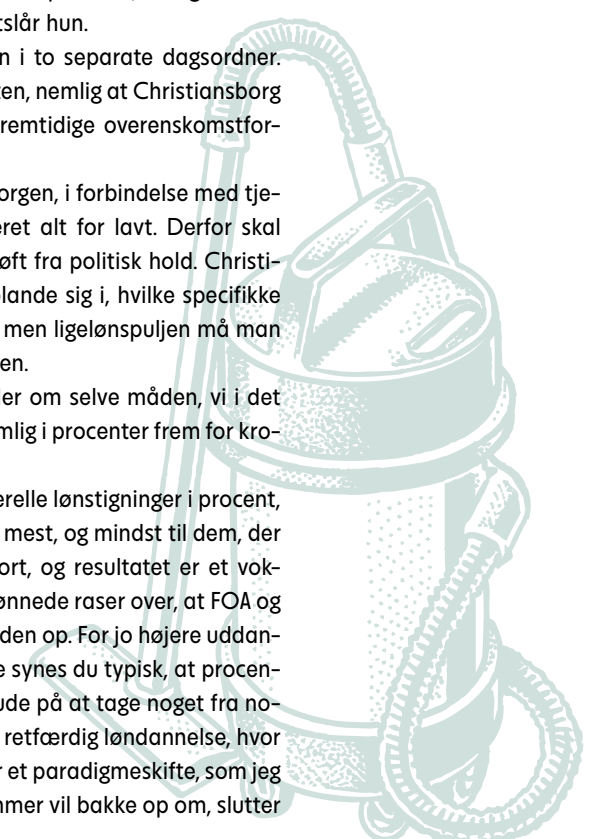 tslår hun.
n i to separate dagsordner.
en, nemlig at Christiansborg
remtidige overenskomstfor-
orgen, i forbindelse med tje-
ret alt for lavt. Derfor skal
øft fra politisk hold. Christi-
lande sig i, hvilke specifikke
men ligelønspuljen må man
en.
ler om selve måden, vi i det
mlig i procenter frem for kro-
erelle lønstigninger i procent,
mest, og mindst til dem, der
ort, og resultatet er et vok-
ønnede raser over, at FOA og
den op. For jo højere uddan-
e synes du typisk, at procen-
ude på at tage noget fra no-
retfærdig løndannelse, hvor
r et paradigmeskifte, som jeg
mmer vil bakke op om, slutter